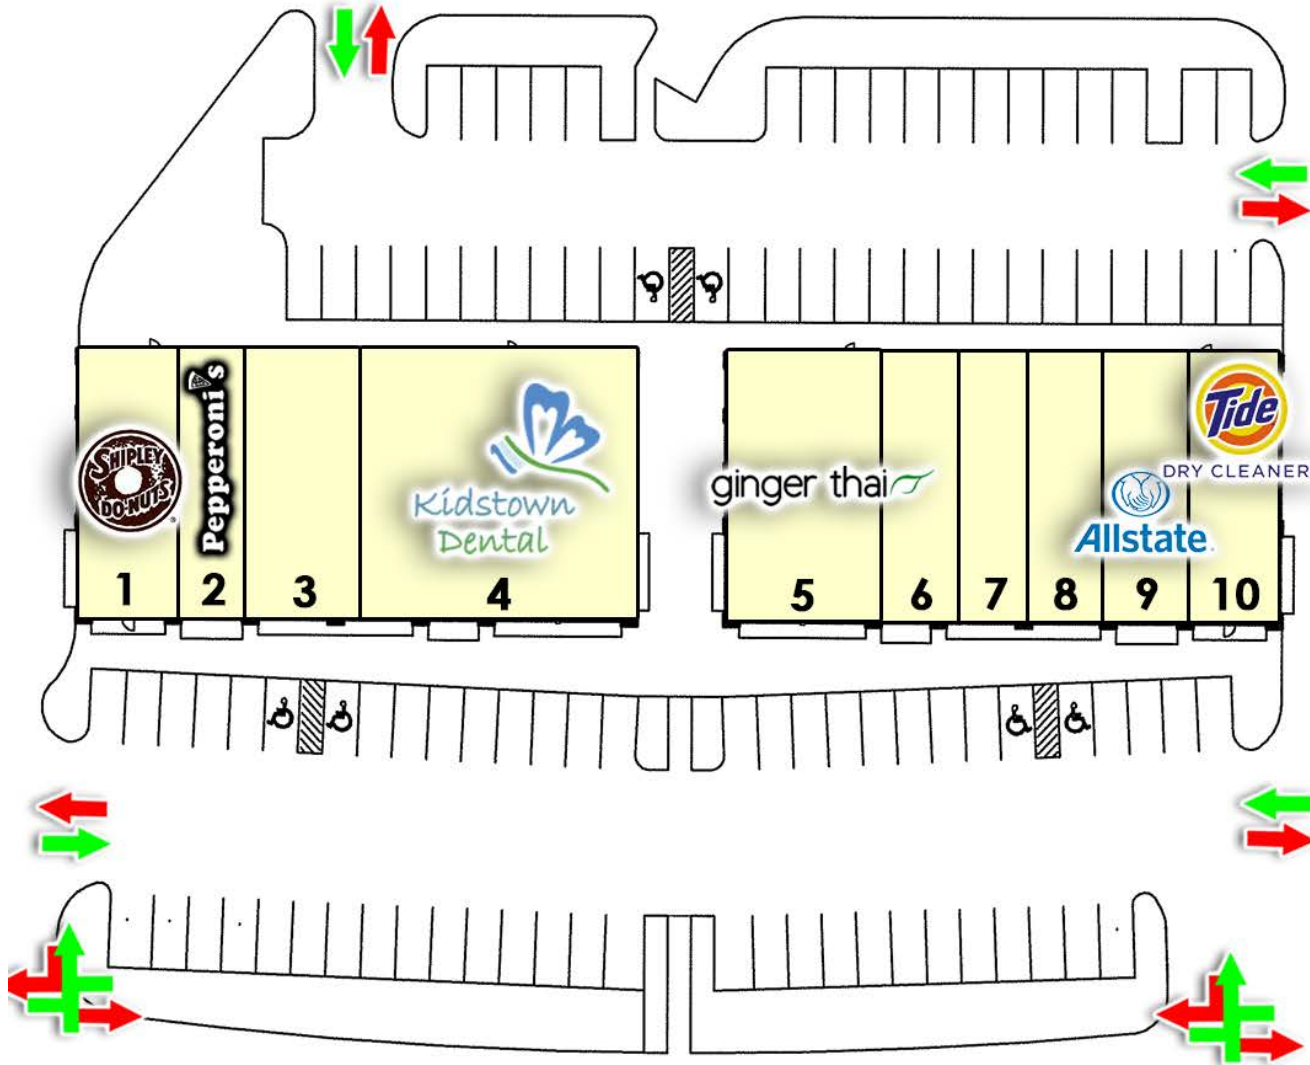 SHIPLEY
DO-NUTS
Pepperoni's
Kidstown
Dental
ginger thai
Tide
DRY CLEANER
Allstate
1
2
3
4
5
6
7
8
9
10